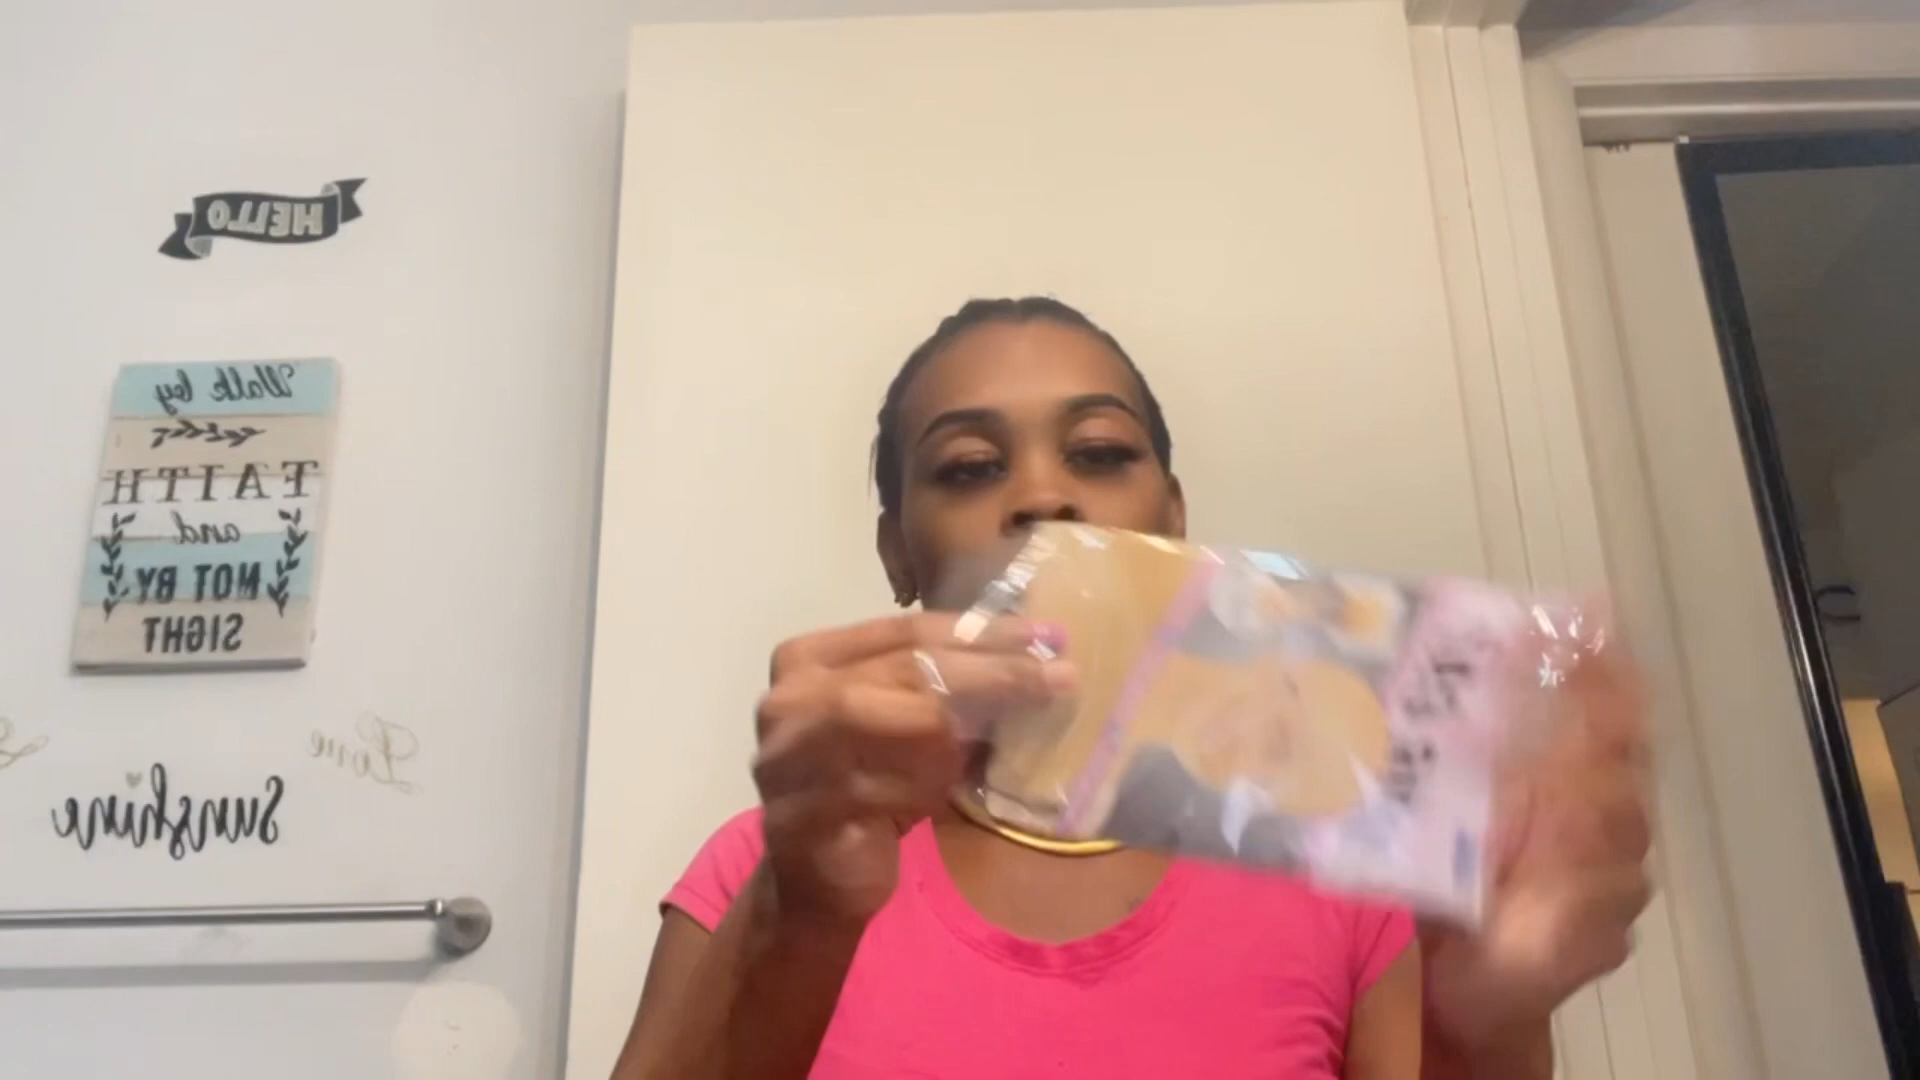 HELLO
Walk by
FAITH
and
NOT BY
SIGHT
Love
Sunshine